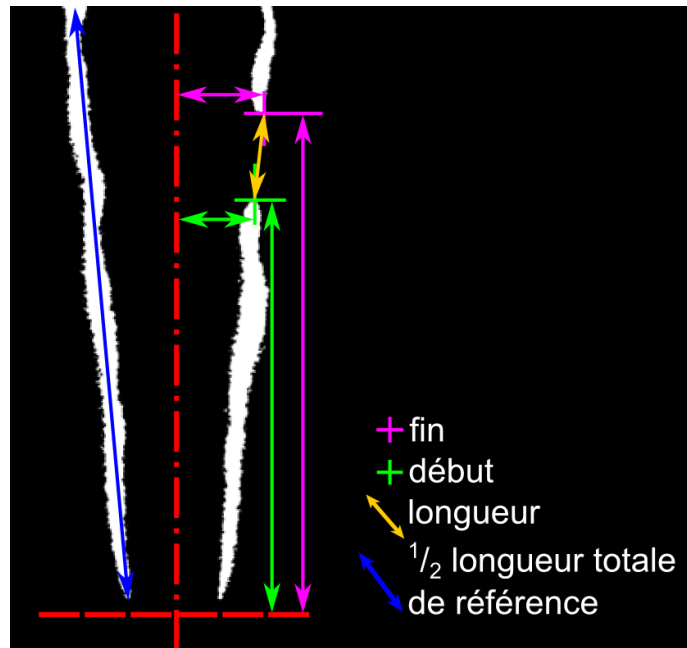 fin
début
longueur
1/2 longueur totale
de référence